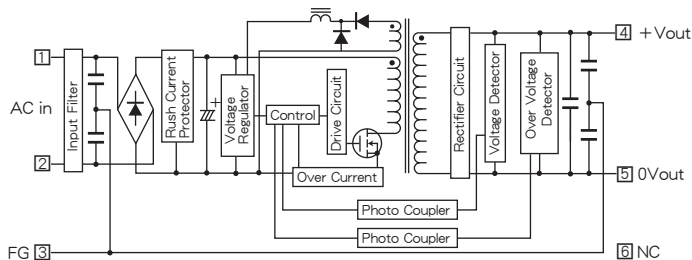 1
AC in
2
FG 3
Input Filter
Rush Current
Protector
+
Voltage
Regulator
Control
Drive Circuit
Over Current
Photo Coupler
Photo Coupler
Rectifier Circuit
Voltage Detector
Over Voltage
Detector
4 +Vout
5 0Vout
6 NC